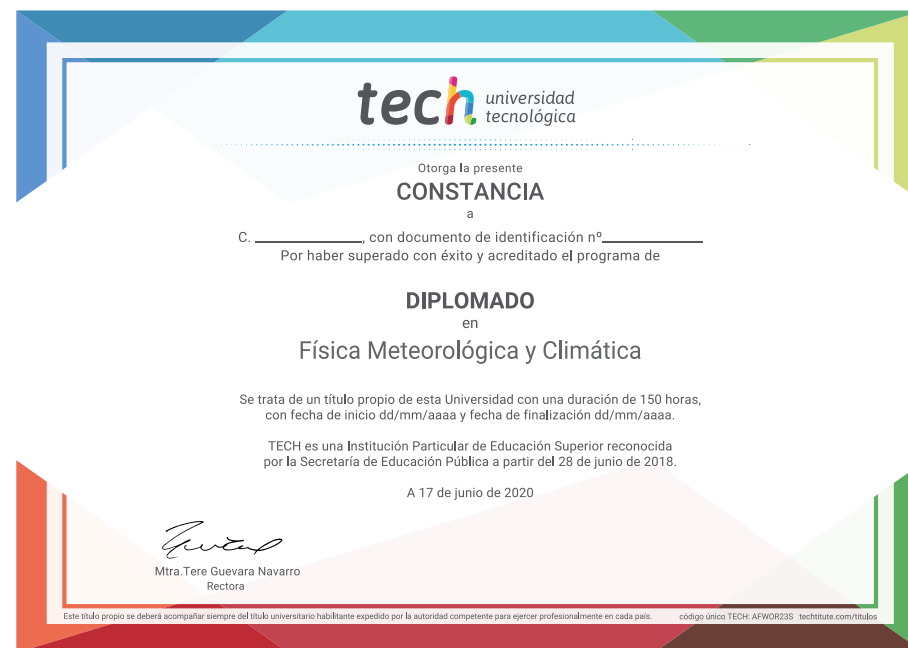 tech universidad
tecnológica
Otorga la presente
CONSTANCIA
a
C. ____________, con documento de identificación nº____________
Por haber superado con éxito y acreditado el programa de
DIPLOMADO
en
Física Meteorológica y Climática
Se trata de un título propio de esta Universidad con una duración de 150 horas,
con fecha de inicio dd/mm/aaaa y fecha de finalización dd/mm/aaaa.
TECH es una Institución Particular de Educación Superior reconocida
por la Secretaría de Educación Pública a partir del 28 de junio de 2018.
A 17 de junio de 2020
Mtra.Tere Guevara Navarro
Rectora
Este título propio se deberá acompañar siempre del título universitario habilitante expedido por la autoridad competente para ejercer profesionalmente en cada país. código único TECH: AFWOR23S techtitute.com/titulos